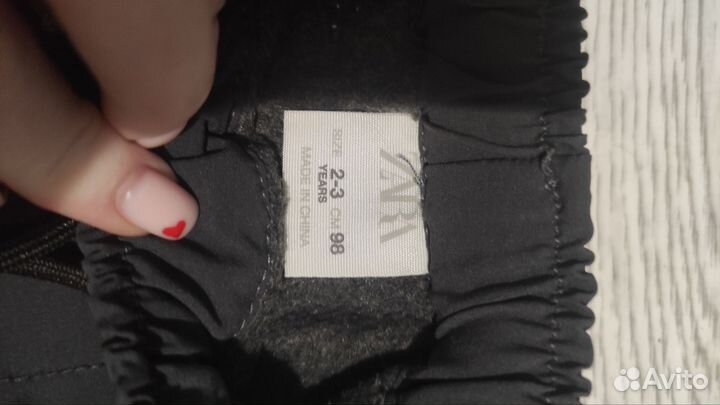 ZARA
SIZE 2-3 CM 98
YEARS
MADE IN CHINA
Avito